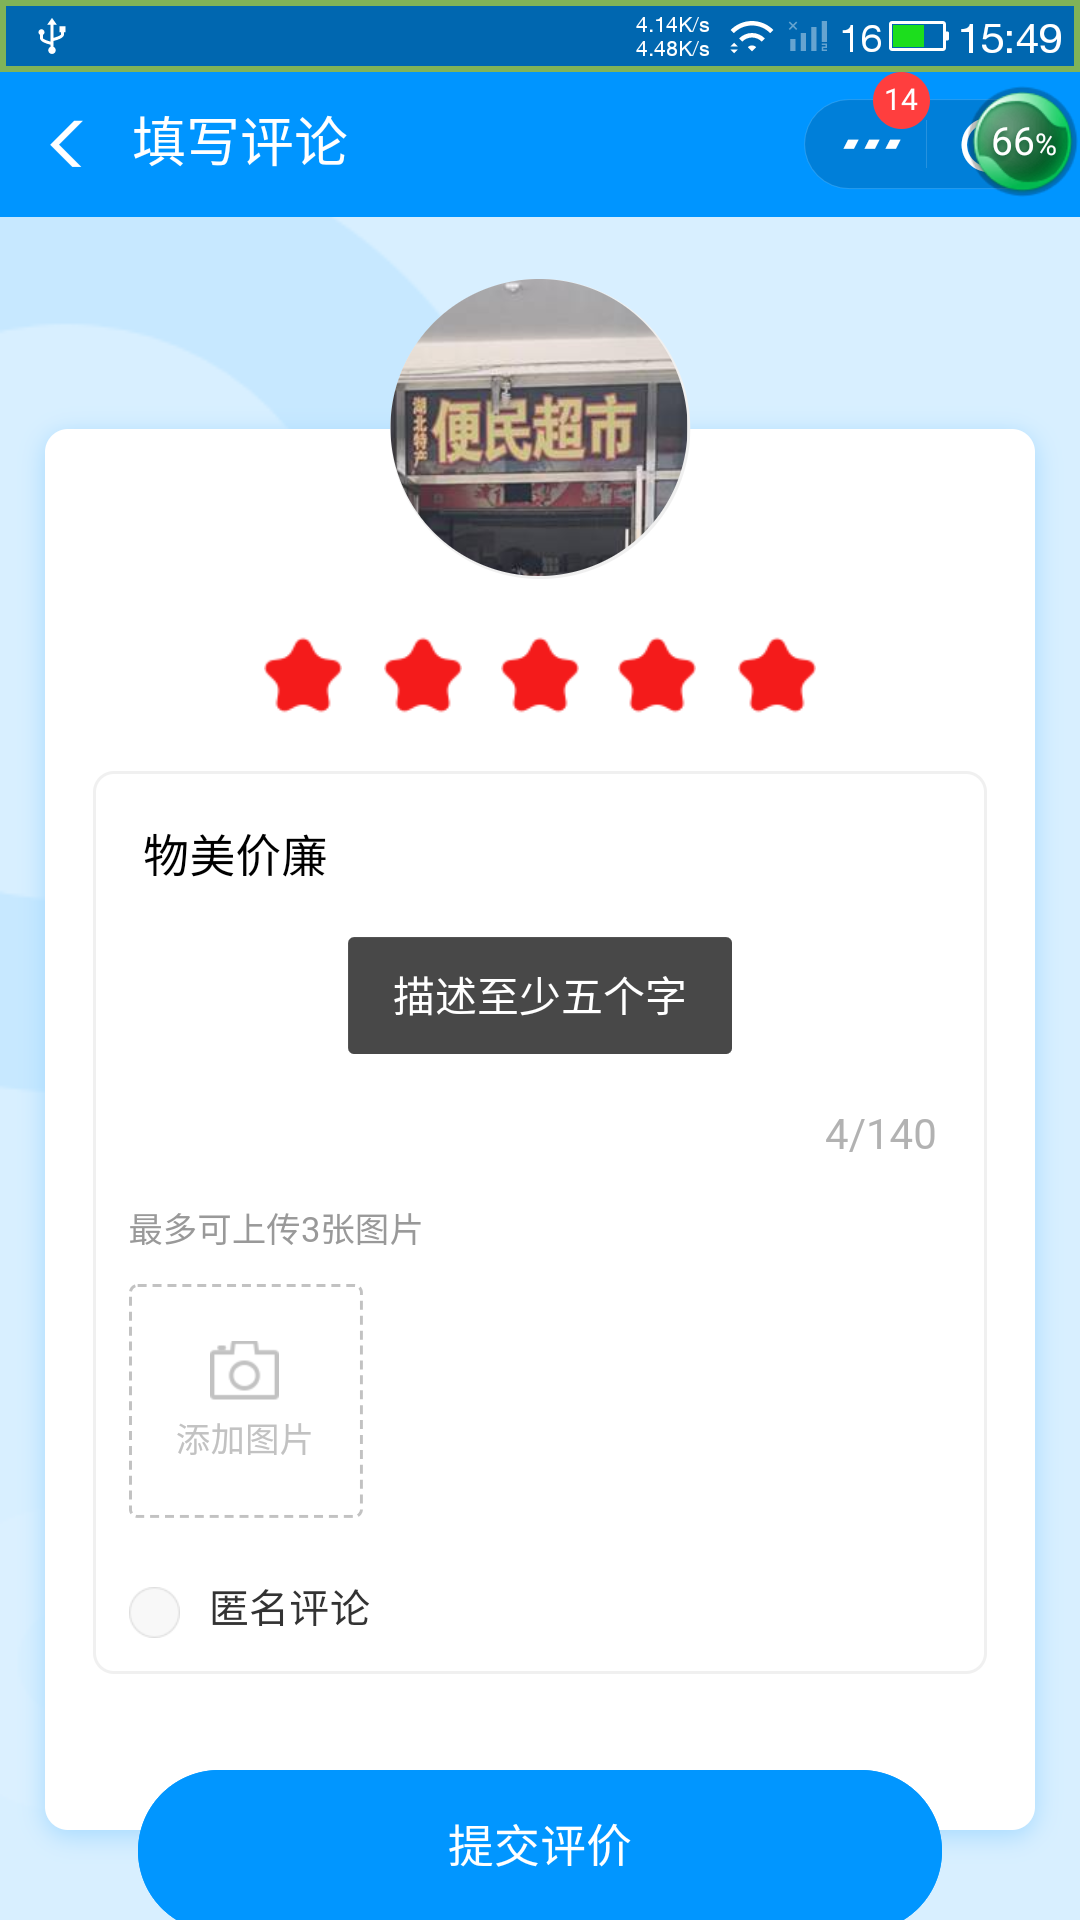 4.14K/s
4.48K/s
16
15:49
填写评论
14
66%
湖北特产
便民超市
物美价廉
描述至少五个字
4/140
最多可上传3张图片
添加图片
匿名评论
提交评价